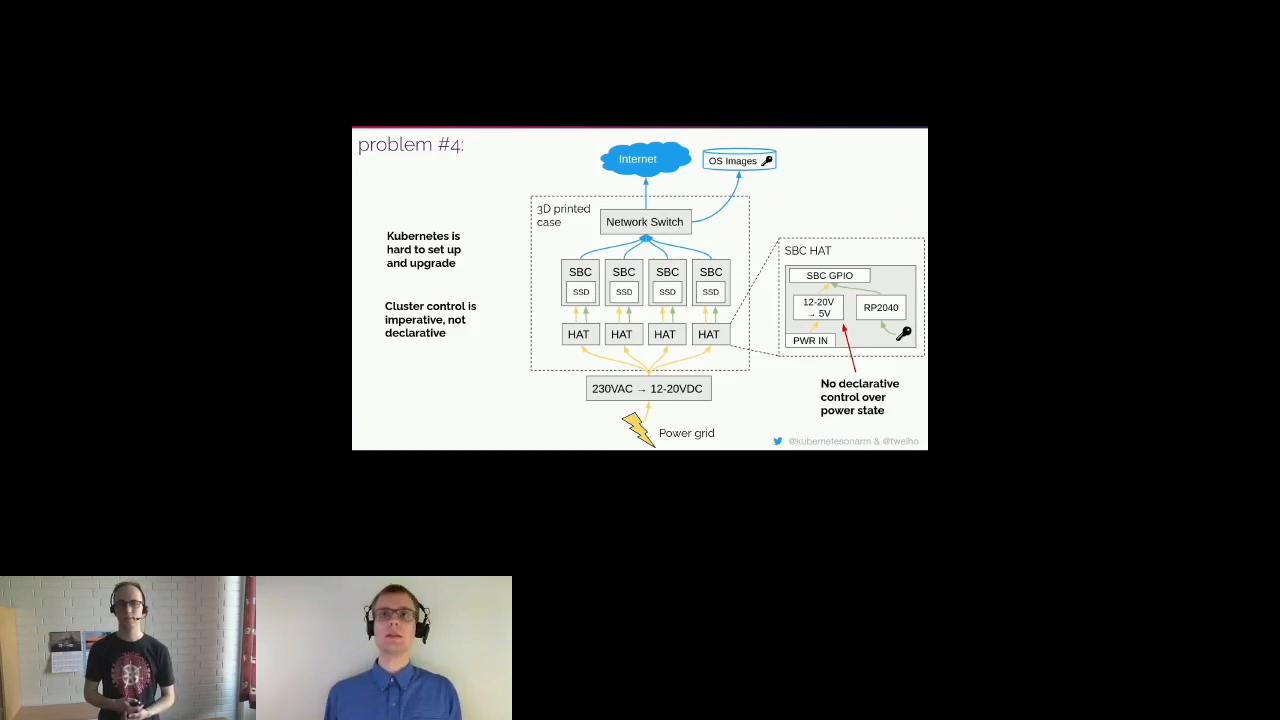 problem #4:
Internet
OS Images
3D printed
case
Network Switch
Kubernetes is
hard to set up
and upgrade
Cluster control is
imperative, not
declarative
SBC SBC SBC SBC
SSD SSD SSD SSD
HAT HAT HAT HAT
230VAC → 12-20VDC
Power grid
SBC HAT
SBC GPIO
12-20V
→ 5V
RP2040
PWR IN
No declarative
control over
power state
@kubernetesonarm & @twelho